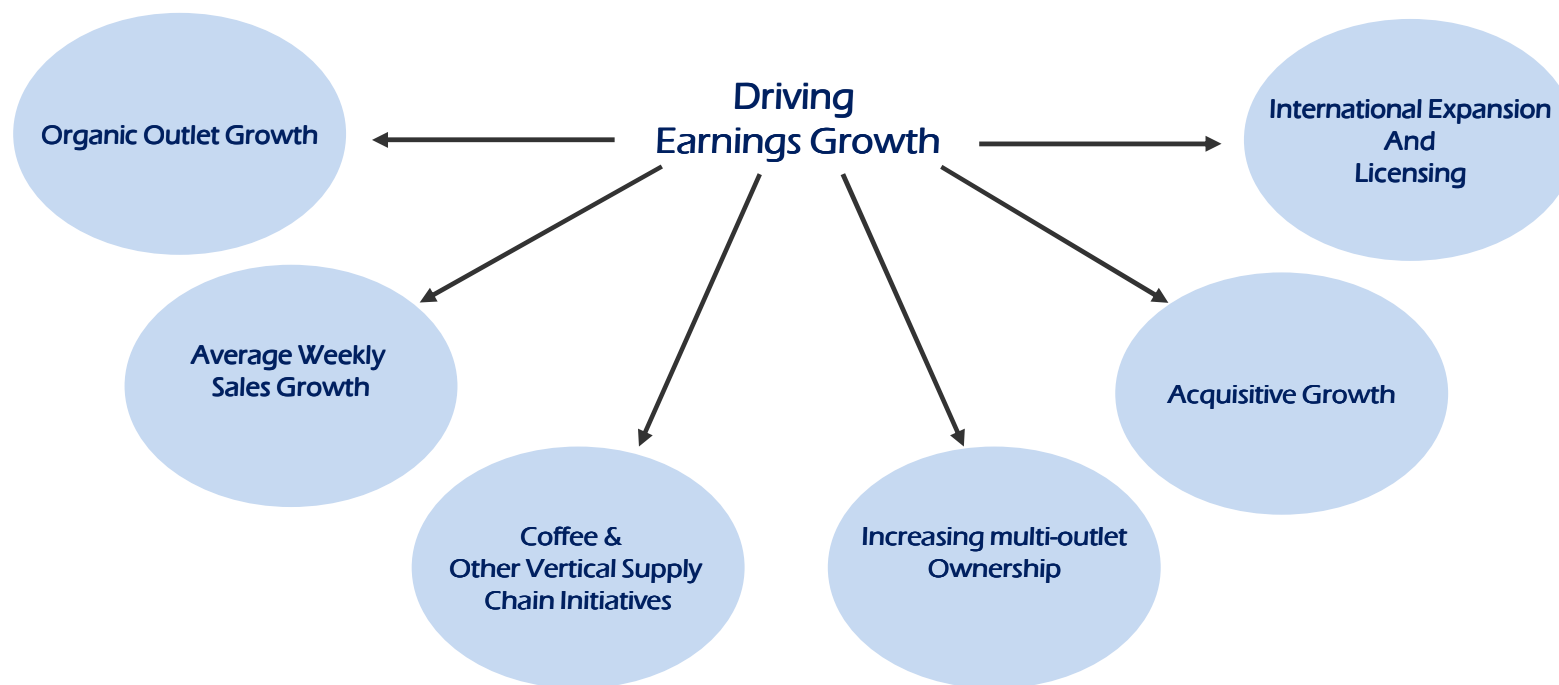 Driving
Earnings Growth
Organic Outlet Growth
Average Weekly
Sales Growth
Coffee &
Other Vertical Supply
Chain Initiatives
Increasing multi-outlet
Ownership
Acquisitive Growth
International Expansion
And
Licensing